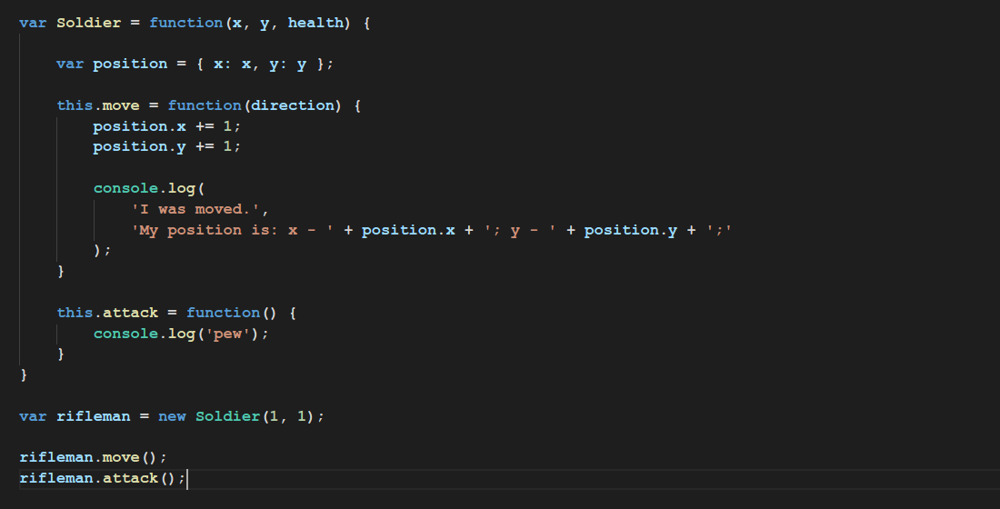 var Soldier = function(x, y, health) {
var position = { x: x, y: y };
this.move = function(direction) {
position.x += 1;
position.y += 1;
console.log(
'I was moved.',
'My position is: x - ' + position.x + '; y - ' + position.y + ';'
);
}
this.attack = function() {
console.log('pew');
}
}
var rifleman = new Soldier(1, 1);
rifleman.move();
rifleman.attack();